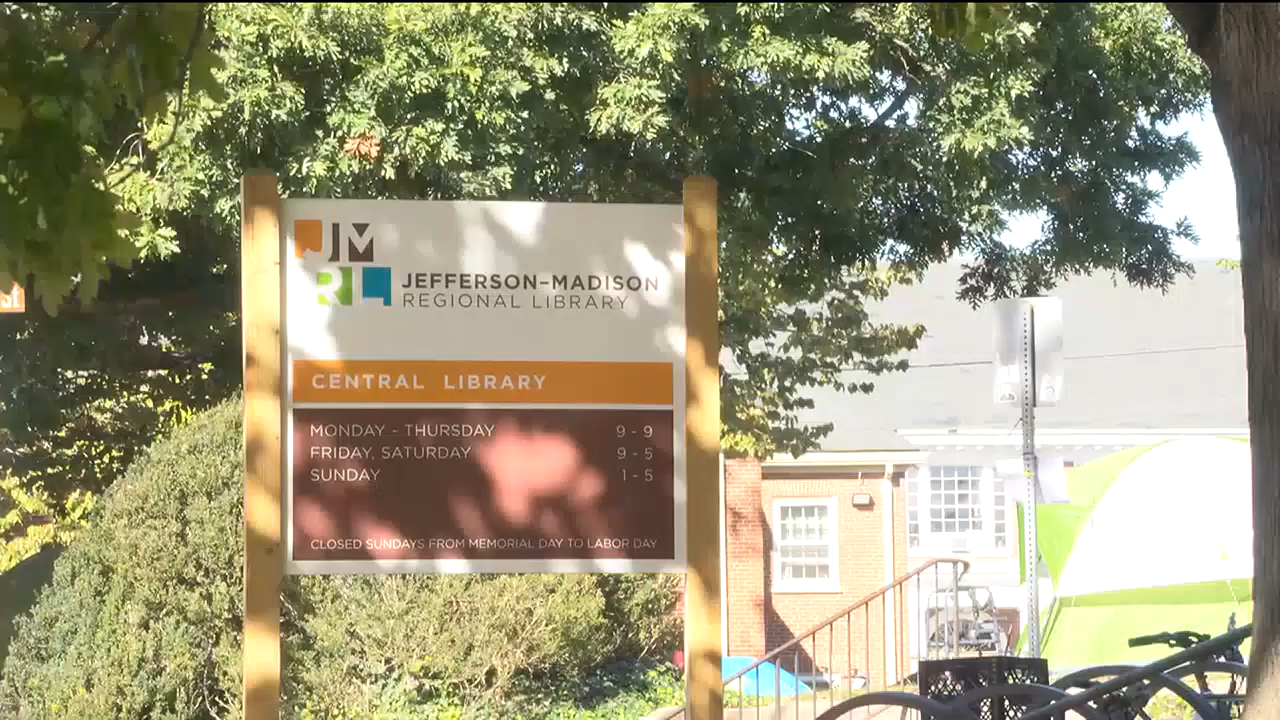 JM
RL
JEFFERSON-MADISON
REGIONAL LIBRARY
CENTRAL LIBRARY
MONDAY - THURSDAY 9 - 9
FRIDAY, SATURDAY 9 - 5
SUNDAY 1 - 5
CLOSED SUNDAYS FROM MEMORIAL DAY TO LABOR DAY